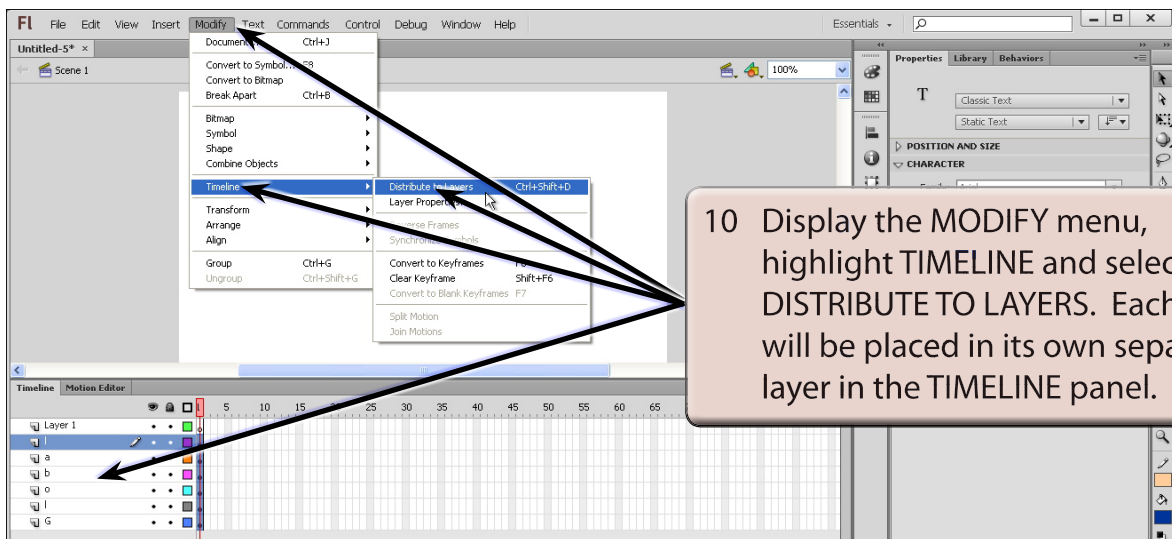 Fl File Edit View Insert Modify Text Commands Control Debug Window Help Essentials
Untitled-5* ×
Scene 1 100%
Ctrl+J
Convert to Symbol... F8
Convert to Bitmap
Break Apart Ctrl+B
Bitmap
Symbol
Shape
Combine Objects
Timeline
Transform
Arrange
Align
Group Ctrl+G
Ungroup Ctrl+Shift+G
Distribute to Layers Ctrl+Shift+D
Layer
Frames
Convert to Keyframes
Clear Keyframe Shift+F6
Convert to Blank Keyframes F7
Split Motion
Join Motions
Properties Library Behaviors
T Classic Text
Static Text
POSITION AND SIZE
CHARACTER
10 Display the MODIFY menu,
highlight TIMELINE and selec
DISTRIBUTE TO LAYERS. Each
will be placed in its own sepa
layer in the TIMELINE panel.
Timeline Motion Editor
1 5 10 15 20 25 30 35 40 45 50 55 60 65
Layer 1
l
a
b
o
l
G